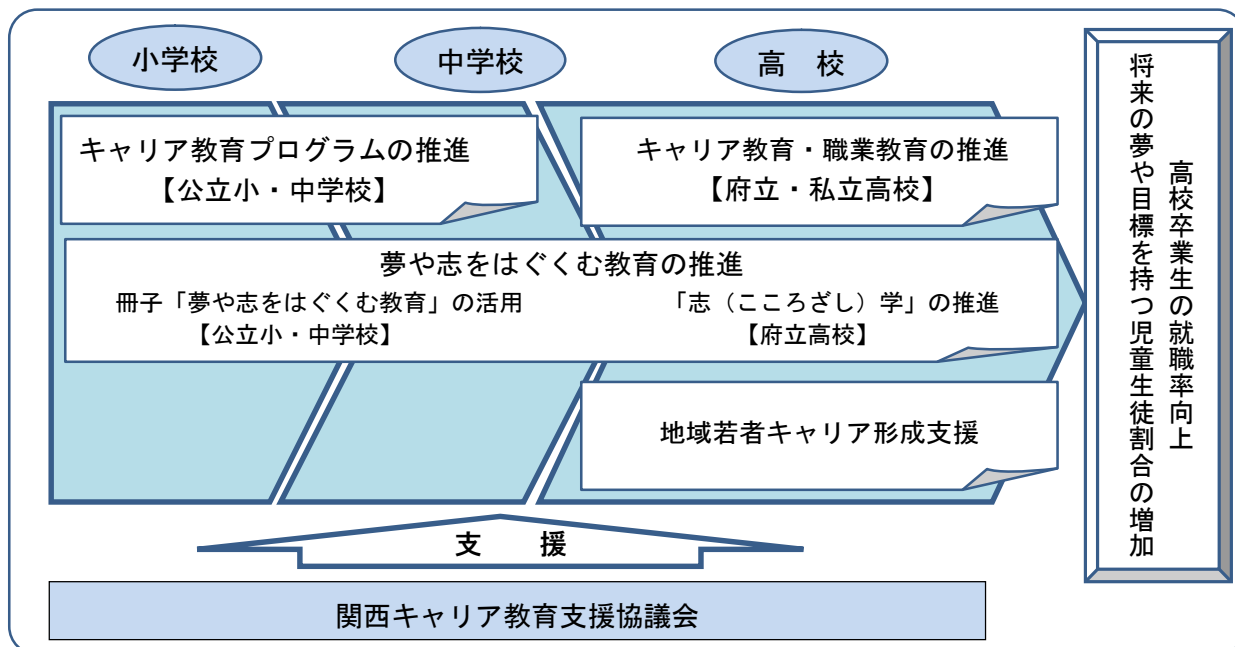 小学校
中学校
高　校
キャリア教育プログラムの推進
【公立小・中学校】
キャリア教育・職業教育の推進
【府立・私立高校】
夢や志をはぐくむ教育の推進
冊子「夢や志をはぐくむ教育」の活用
【公立小・中学校】
「志（こころざし）学」の推進
【府立高校】
地域若者キャリア形成支援
支　援
関西キャリア教育支援協議会
高校卒業生の就職率向上
将来の夢や目標を持つ児童生徒割合の増加